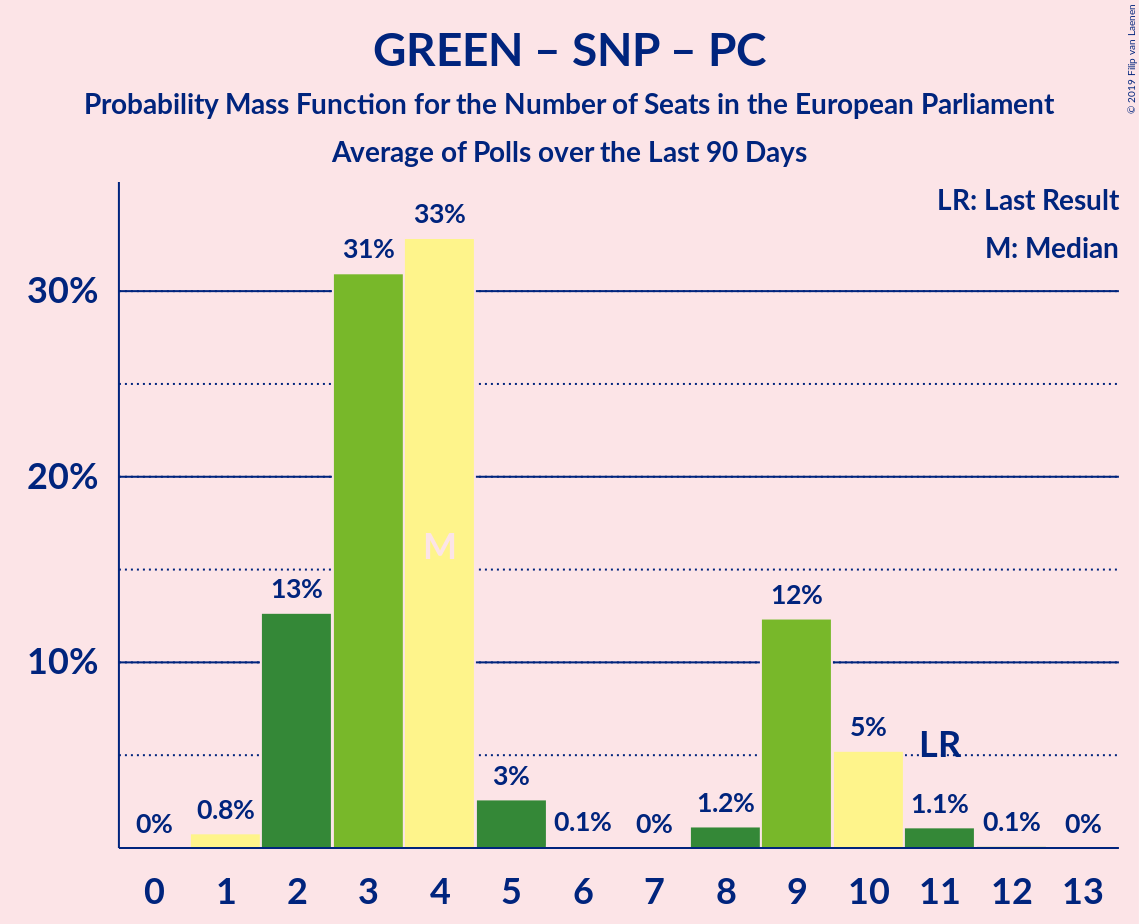 GREEN – SNP – PC
Probability Mass Function for the Number of Seats in the European Parliament
Average of Polls over the Last 90 Days
© 2019 Filip van Laenen
LR: Last Result
M: Median
30%
20%
10%
0%
0.8%
13%
31%
33%
M
3%
0.1%
0%
1.2%
12%
5%
LR
1.1%
0.1%
0%
0 1 2 3 4 5 6 7 8 9 10 11 12 13